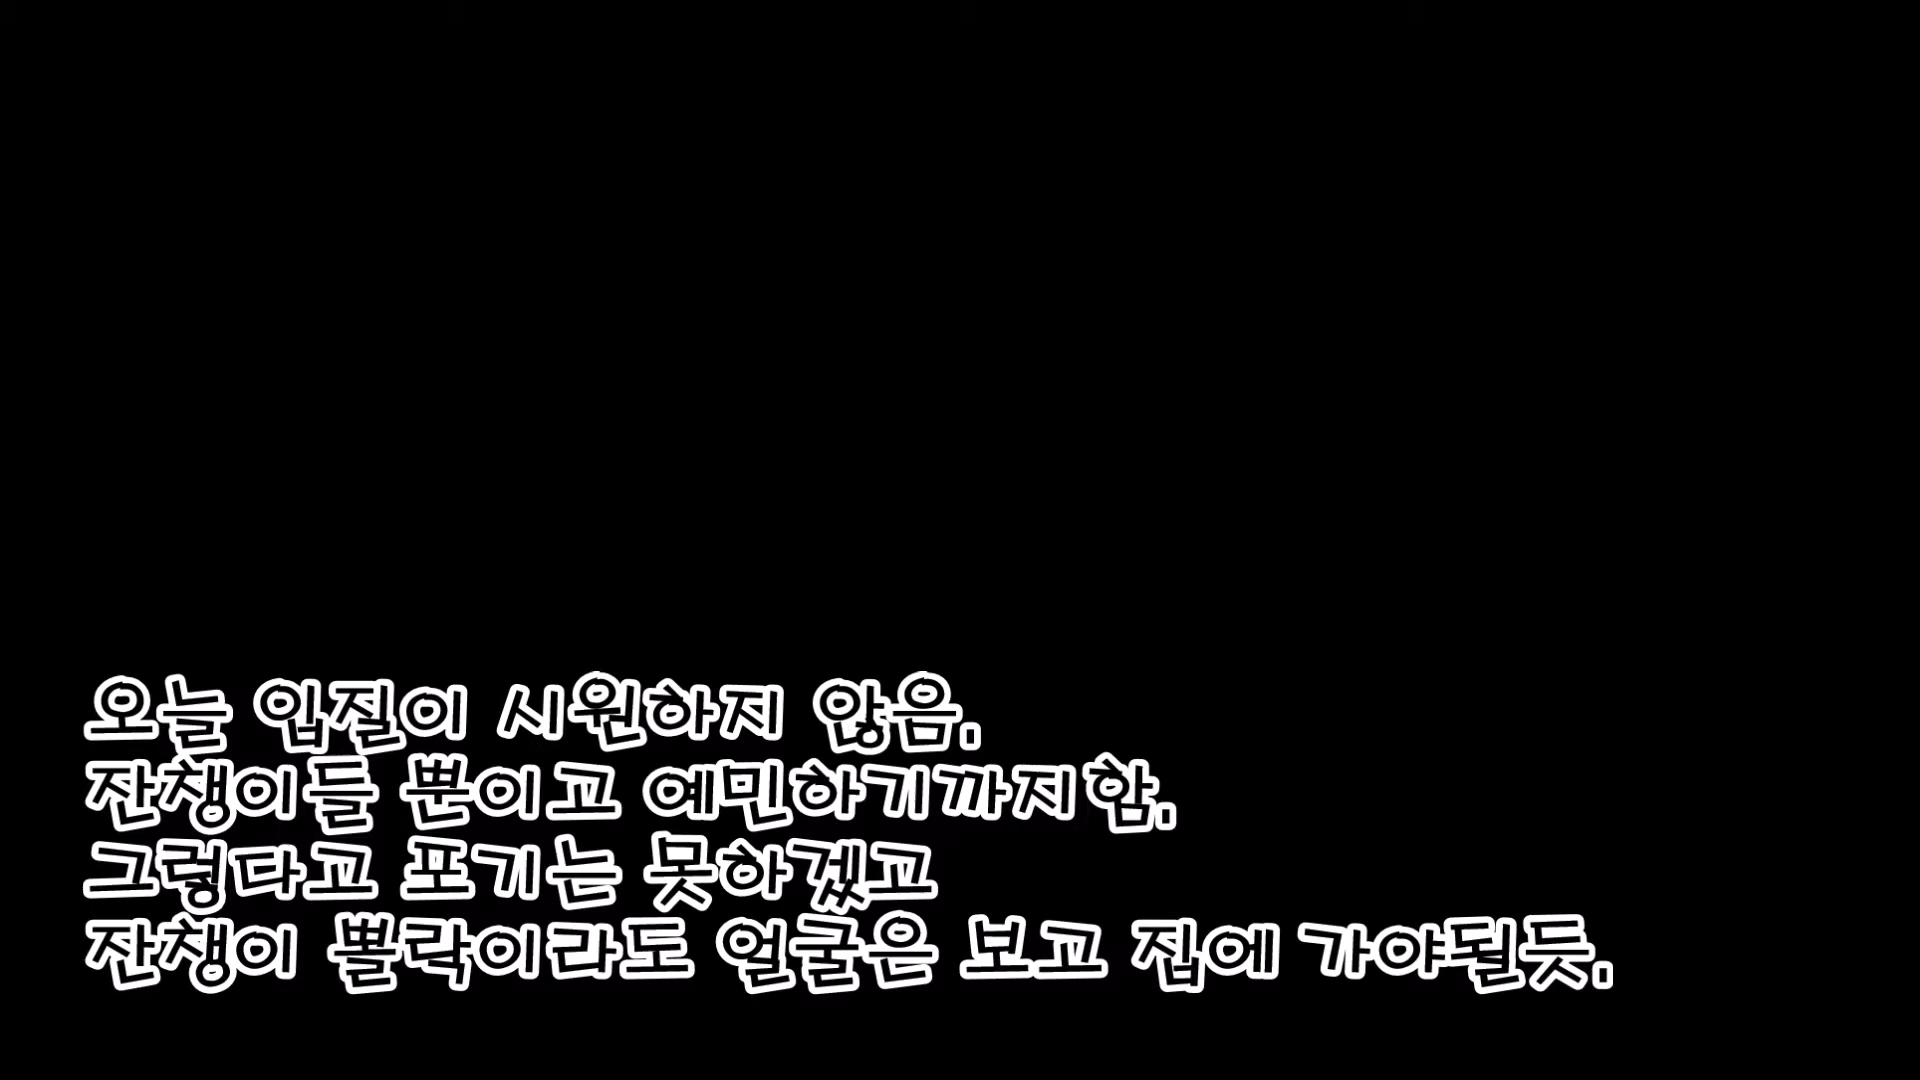 오늘 입질이 시원하지 않음.
잔챙이들 뿐이고 예민하기까지함.
그렇다고 포기는 못하겠고
잔챙이 뽈락이라도 얼굴은 보고 집에 가야될듯.